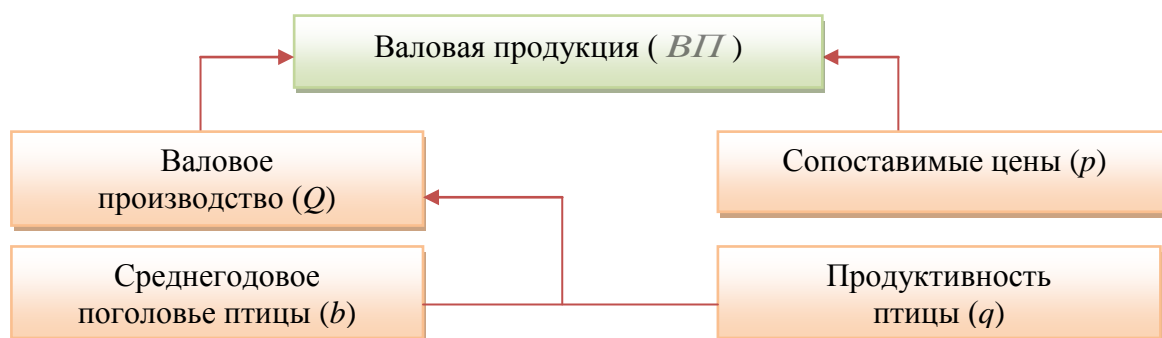 Валовая продукция ( ВП )
Валовое
производство (Q)
Сопоставимые цены (p)
Среднегодовое
поголовье птицы (b)
Продуктивность
птицы (q)